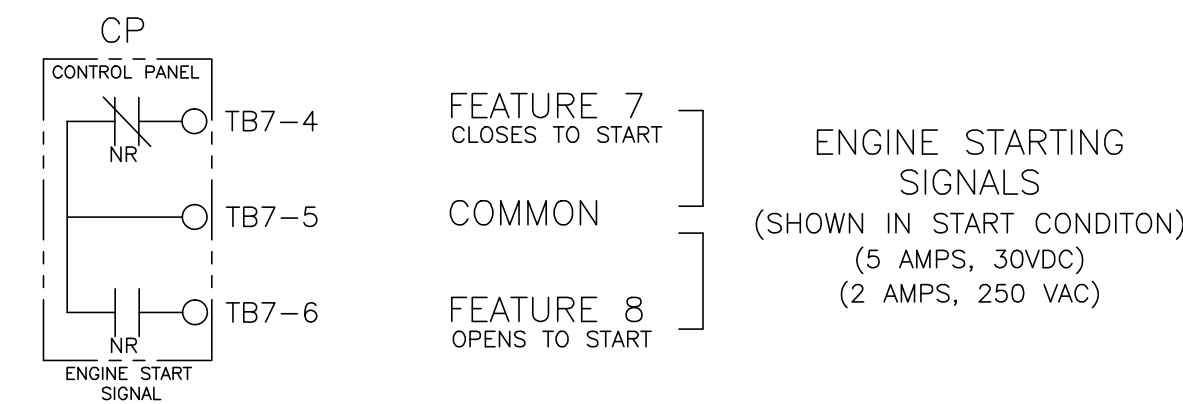 CP
CONTROL PANEL
NR
TB7-4
TB7-5
NR
TB7-6
ENGINE START
SIGNAL
FEATURE 7
CLOSES TO START
COMMON
FEATURE 8
OPENS TO START
ENGINE STARTING
SIGNALS
(SHOWN IN START CONDITON)
(5 AMPS, 30VDC)
(2 AMPS, 250 VAC)